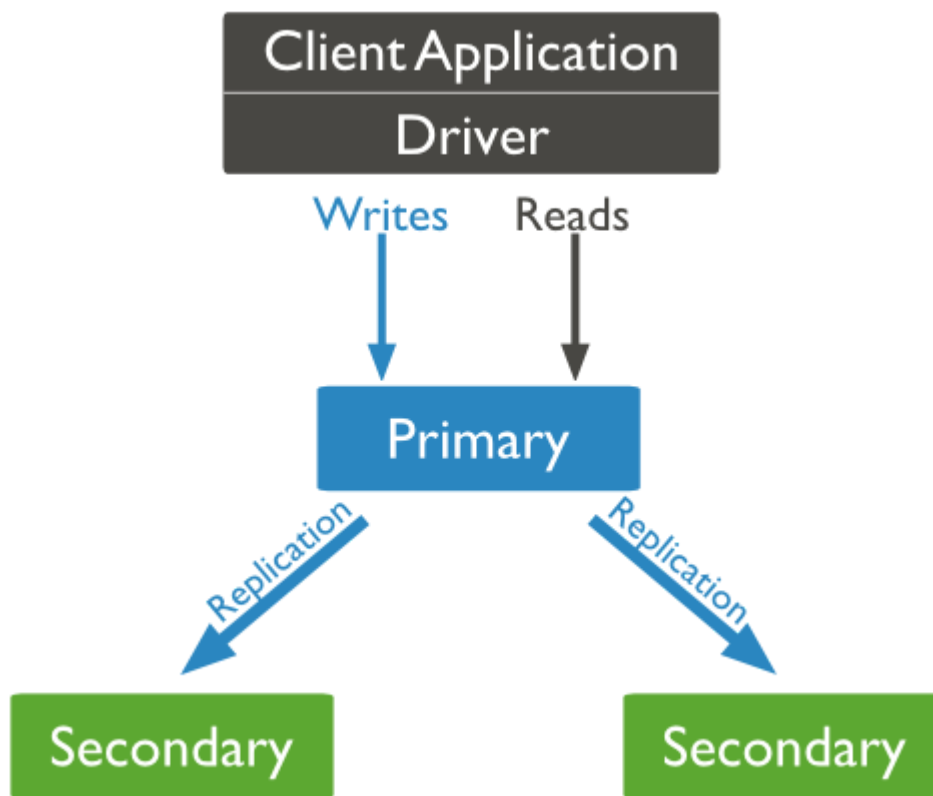 Client Application
Driver
Writes
Reads
Primary
Replication
Replication
Secondary
Secondary